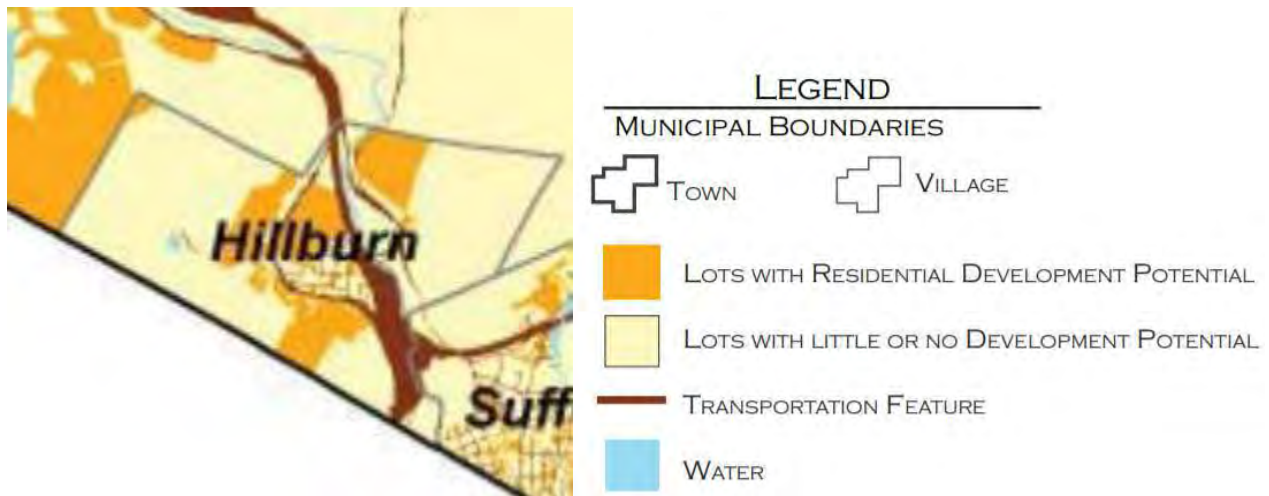 Hillburn
Suff
LEGEND
MUNICIPAL BOUNDARIES
TOWN
VILLAGE
LOTS WITH RESIDENTIAL DEVELOPMENT POTENTIAL
LOTS WITH LITTLE OR NO DEVELOPMENT POTENTIAL
TRANSPORTATION FEATURE
WATER